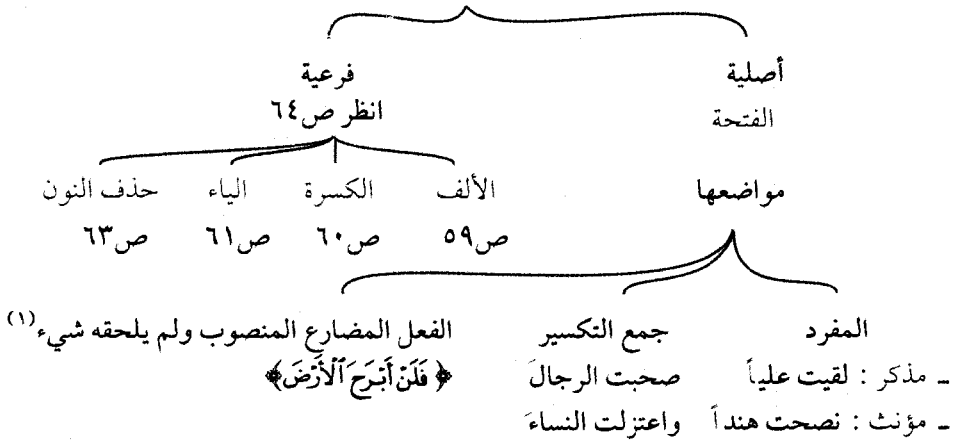 أصلية فرعية
الفتحة انظر ص٦٤
مواضعها الألف الكسرة الياء حذف النون
ص٥٩ ص٦٠ ص٦١ ص٦٣
المفرد جمع التكسير الفعل المضارع المنصوب ولم يلحقه شيء(١)
ـ مذكر : لقيت علياً صحبت الرجالَ ﴿فَلَنْ أَبْرَحَ ٱلْأَرْضَ﴾
ـ مؤنث : نصحت هنداً واعتزلت النساءَ